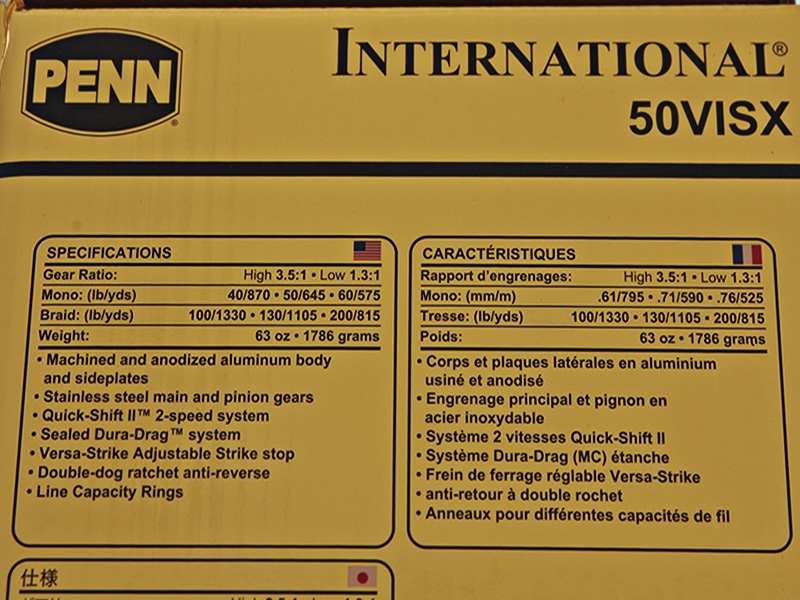 PENN®
INTERNATIONAL®
50VISX
SPECIFICATIONS
Gear Ratio: High 3.5:1 • Low 1.3:1
Mono: (lb/yds) 40/870 • 50/645 • 60/575
Braid: (lb/yds) 100/1330 • 130/1105 • 200/815
Weight: 63 oz • 1786 grams
• Machined and anodized aluminum body
and sideplates
• Stainless steel main and pinion gears
• Quick-Shift II™ 2-speed system
• Sealed Dura-Drag™ system
• Versa-Strike Adjustable Strike stop
• Double-dog ratchet anti-reverse
• Line Capacity Rings
CARACTÉRISTIQUES
Rapport d'engrenages: High 3.5:1 • Low 1.3:1
Mono: (mm/m) .61/795 • .71/590 • .76/525
Tresse: (lb/yds) 100/1330 • 130/1105 • 200/815
Poids: 63 oz • 1786 grams
• Corps et plaques latérales en aluminium
usiné et anodisé
• Engrenage principal et pignon en
acier inoxydable
• Système 2 vitesses Quick-Shift II
• Système Dura-Drag (MC) étanche
• Frein de ferrage réglable Versa-Strike
• anti-retour à double rochet
• Anneaux pour différentes capacités de fil
仕様